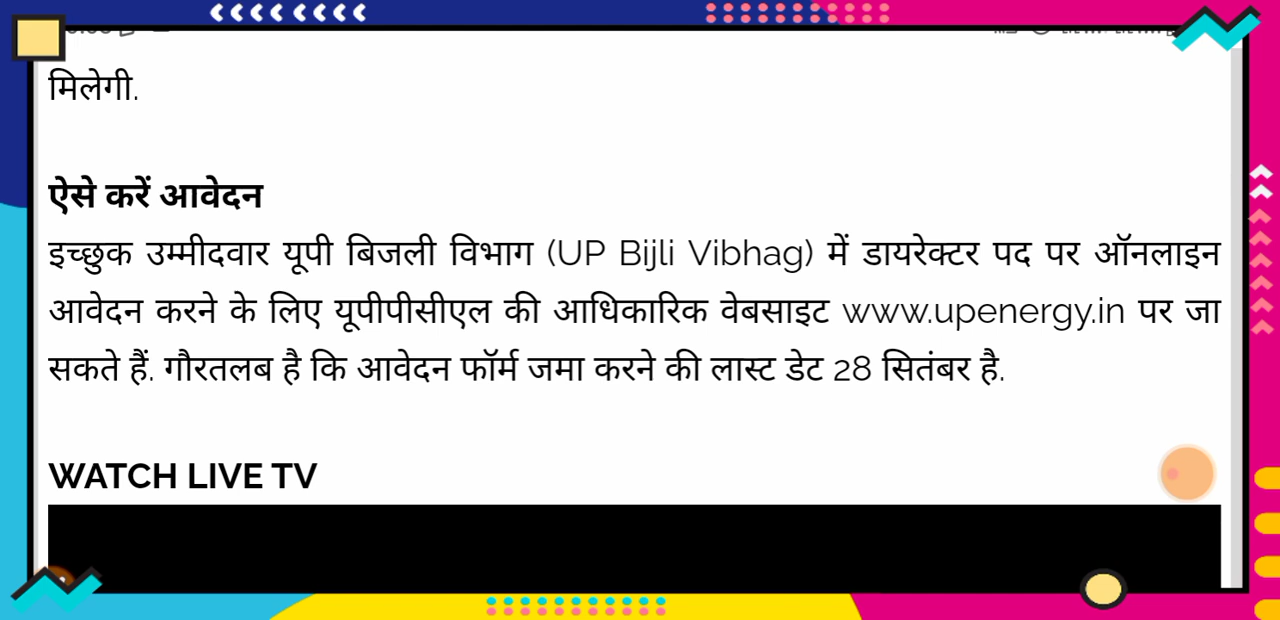 मिलेगी.
ऐसे करें आवेदन
इच्छुक उम्मीदवार यूपी बिजली विभाग (UP Bijli Vibhag) में डायरेक्टर पद पर ऑनलाइन
आवेदन करने के लिए यूपीपीसीएल की आधिकारिक वेबसाइट www.upenergy.in पर जा
सकते हैं. गौरतलब है कि आवेदन फॉर्म जमा करने की लास्ट डेट 28 सितंबर है.
WATCH LIVE TV